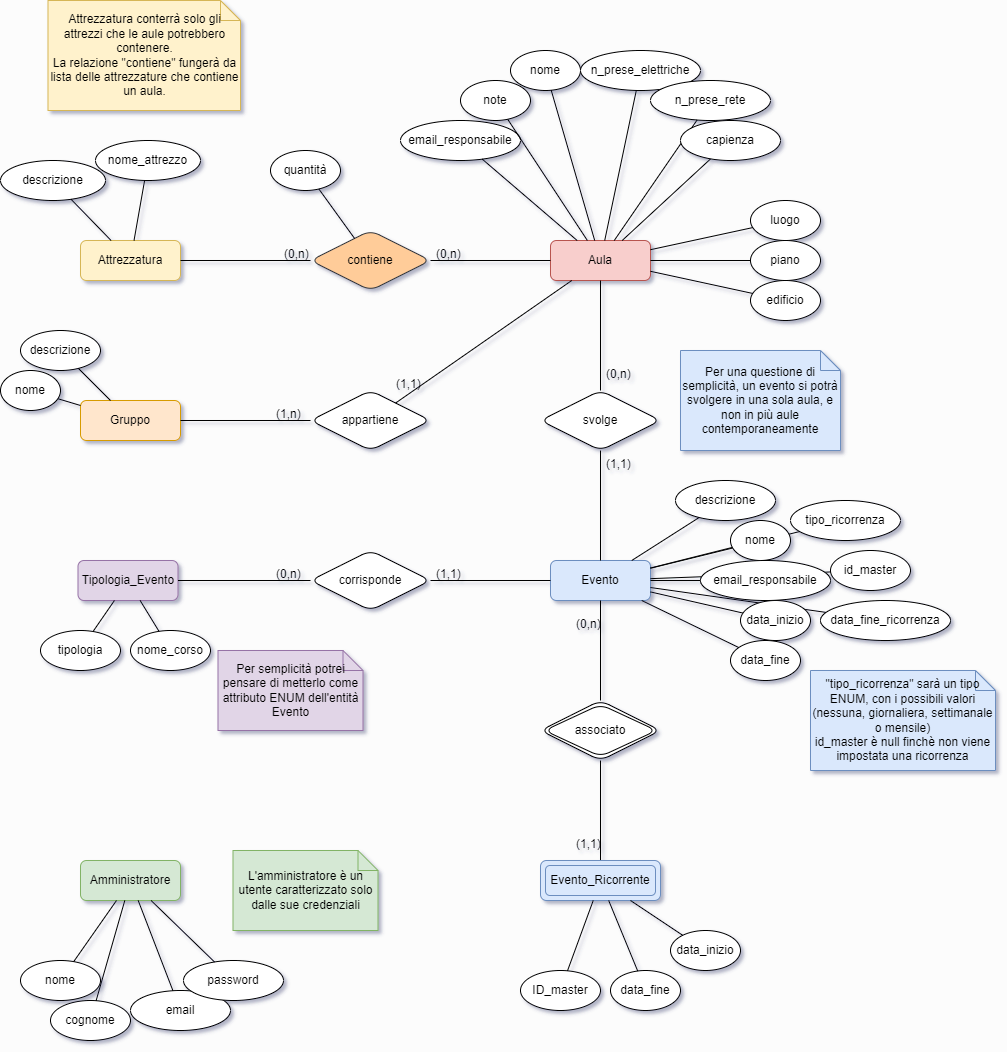 Attrezzatura conterrà solo gli
attrezzi che le aule potrebbero
contenere.
La relazione "contiene" fungerà da
lista delle attrezzature che contiene
un aula.
nome
n_prese_elettriche
note
n_prese_rete
email_responsabile
capienza
nome_attrezzo
descrizione
quantità
luogo
Attrezzatura
(0,n)
contiene
(0,n)
Aula
piano
edificio
descrizione
nome
Gruppo
(1,n)
appartiene
(1,1)
(0,n)
svolge
(1,1)
Per una questione di
semplicità, un evento si potrà
svolgere in una sola aula, e
non in più aule
contemporaneamente
descrizione
tipo_ricorrenza
nome
id_master
email_responsabile
data_inizio
data_fine_ricorrenza
data_fine
Tipologia_Evento
(0,n)
corrisponde
(1,1)
Evento
tipologia
nome_corso
(0,n)
Per semplicità potrei
pensare di metterlo come
attributo ENUM dell'entità
Evento
"tipo_ricorrenza" sarà un tipo
ENUM, con i possibili valori
(nessuna, giornaliera, settimanale
o mensile)
id_master è null finchè non viene
impostata una ricorrenza
associato
(1,1)
Amministratore
L'amministratore è un
utente caratterizzato solo
dalle sue credenziali
Evento_Ricorrente
nome
cognome
email
password
ID_master
data_fine
data_inizio